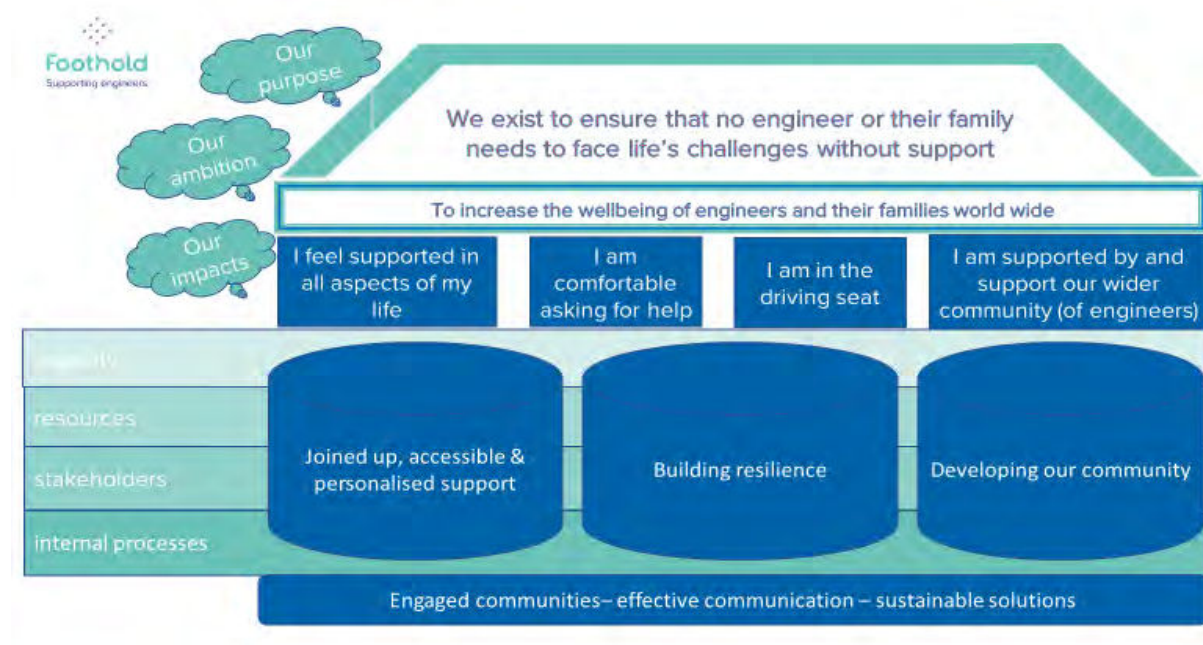 Foothold
Supporting engineers
Our
purpose
We exist to ensure that no engineer or their family
needs to face life's challenges without support
Our
ambition
To increase the wellbeing of engineers and their families world wide
Our
impacts
I feel supported in
all aspects of my
life
I am
comfortable
asking for help
I am in the
driving seat
I am supported by and
support our wider
community (of engineers)
resources
stakeholders
internal processes
Joined up, accessible &
personalised support
Building resilience
Developing our community
Engaged communities– effective communication – sustainable solutions